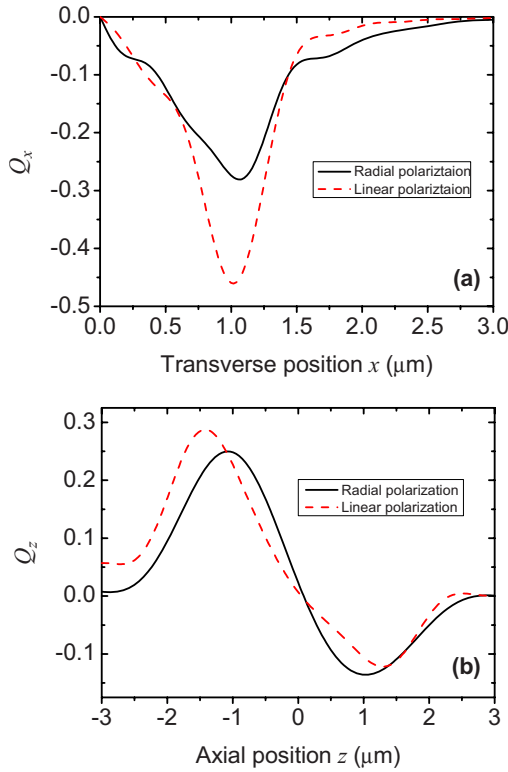 0.0
-0.1
-0.2
-0.3
-0.4
-0.5
Qx
Radial polariztaion
Linear polariztaion
(a)
0.0 0.5 1.0 1.5 2.0 2.5 3.0
Transverse position x (μm)
0.3
0.2
0.1
0.0
-0.1
Qz
Radial polarization
Linear polarization
(b)
-3 -2 -1 0 1 2 3
Axial position z (μm)